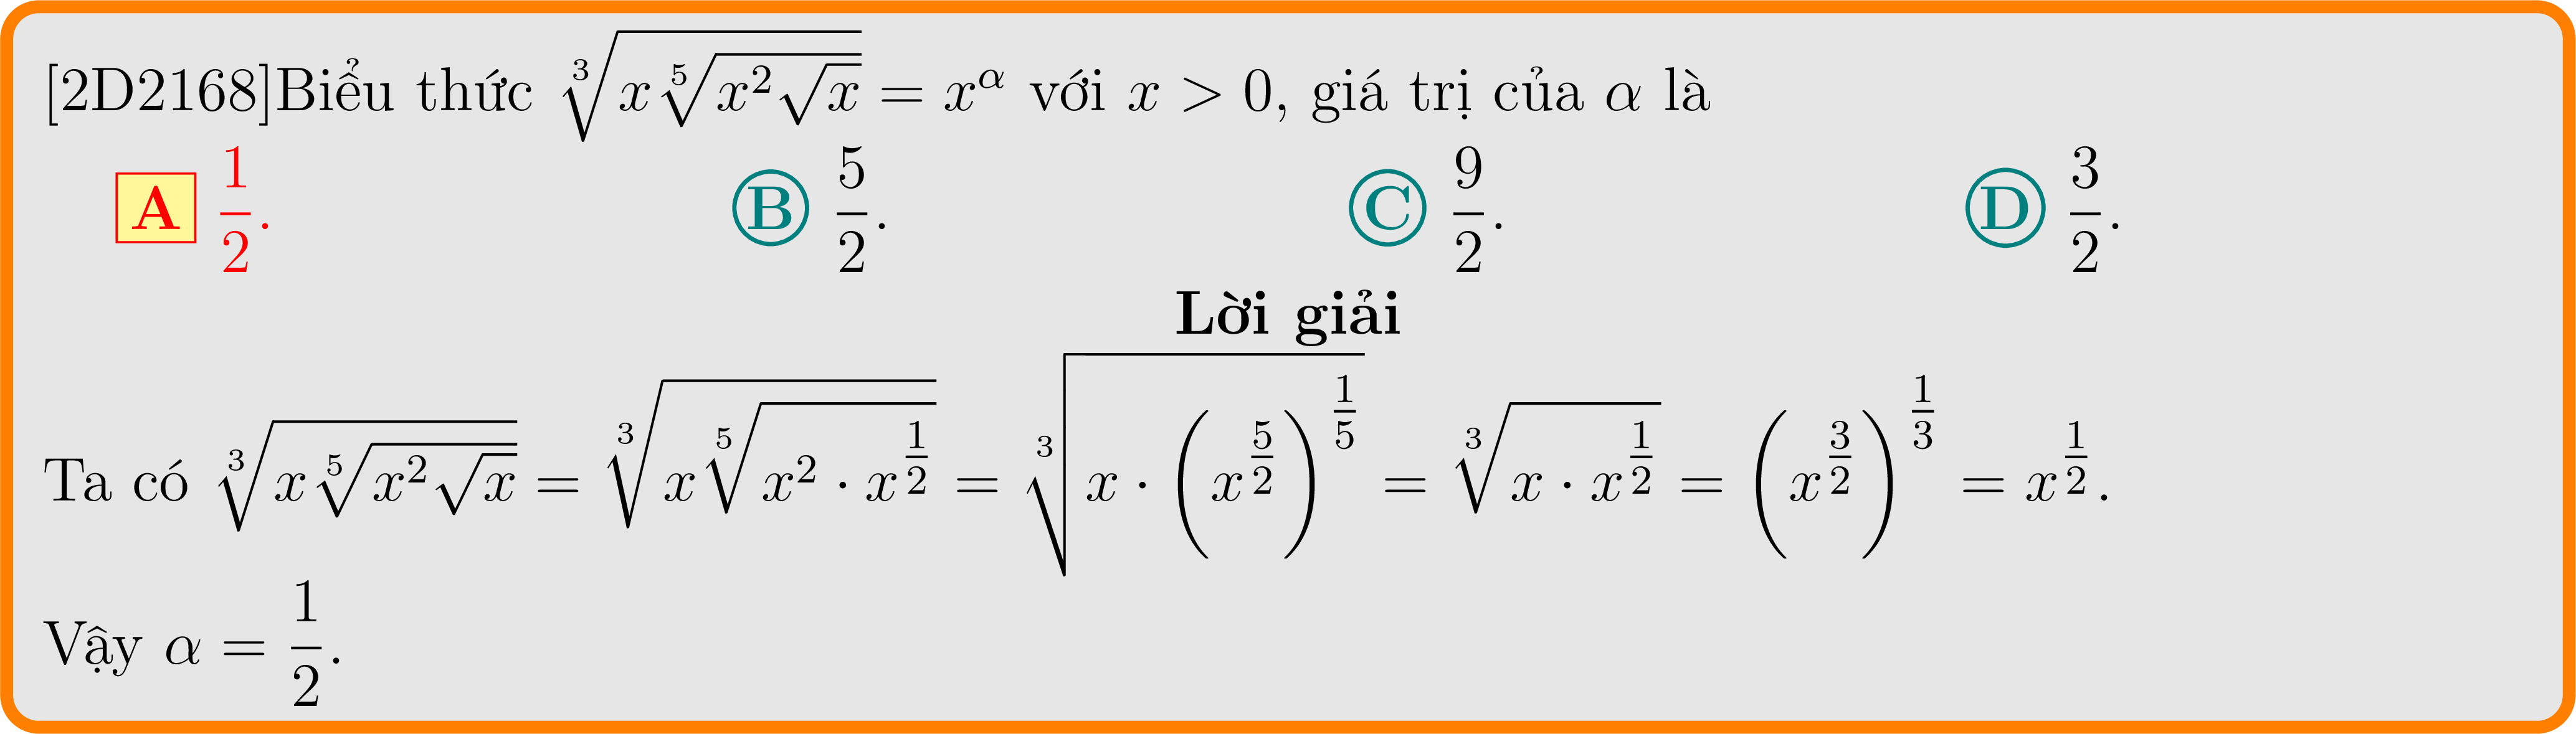 [2D2168]Biểu thức $\sqrt[3]{x\sqrt[5]{x^2\sqrt{x}}} = x^{\alpha}$ với $x > 0$, giá trị của $\alpha$ là
A $\frac{1}{2}$. B $\frac{5}{2}$. C $\frac{9}{2}$. D $\frac{3}{2}$.
Lời giải
Ta có $\sqrt[3]{x\sqrt[5]{x^2\sqrt{x}}} = \sqrt[3]{x\sqrt[5]{x^2 \cdot x^{\frac{1}{2}}}} = \sqrt[3]{x \cdot \left(x^{\frac{5}{2}}\right)^{\frac{1}{5}}} = \sqrt[3]{x \cdot x^{\frac{1}{2}}} = \left(x^{\frac{3}{2}}\right)^{\frac{1}{3}} = x^{\frac{1}{2}}$.
Vậy $\alpha = \frac{1}{2}$.